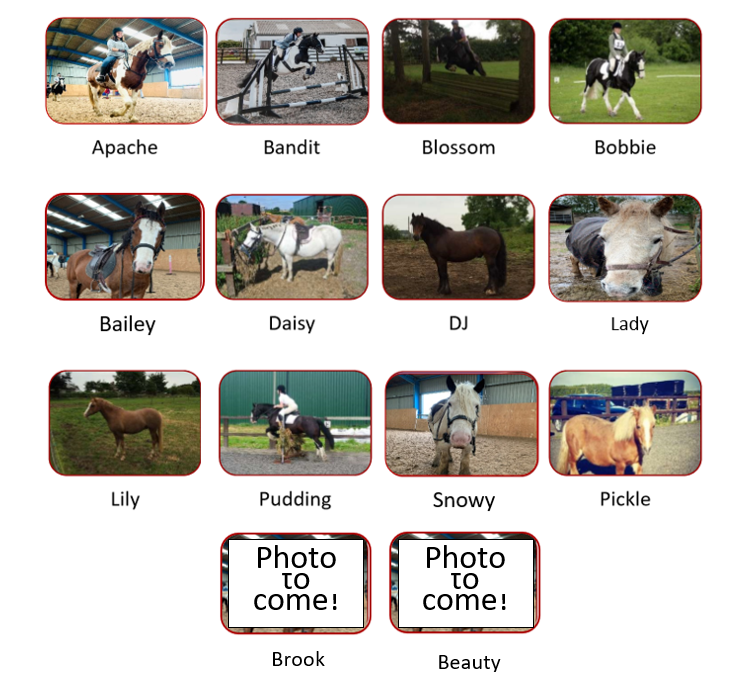 Apache Bandit Blossom Bobbie
Bailey Daisy DJ Lady
Lily Pudding Snowy Pickle
Photo
to
come!
Photo
to
come!
Brook Beauty